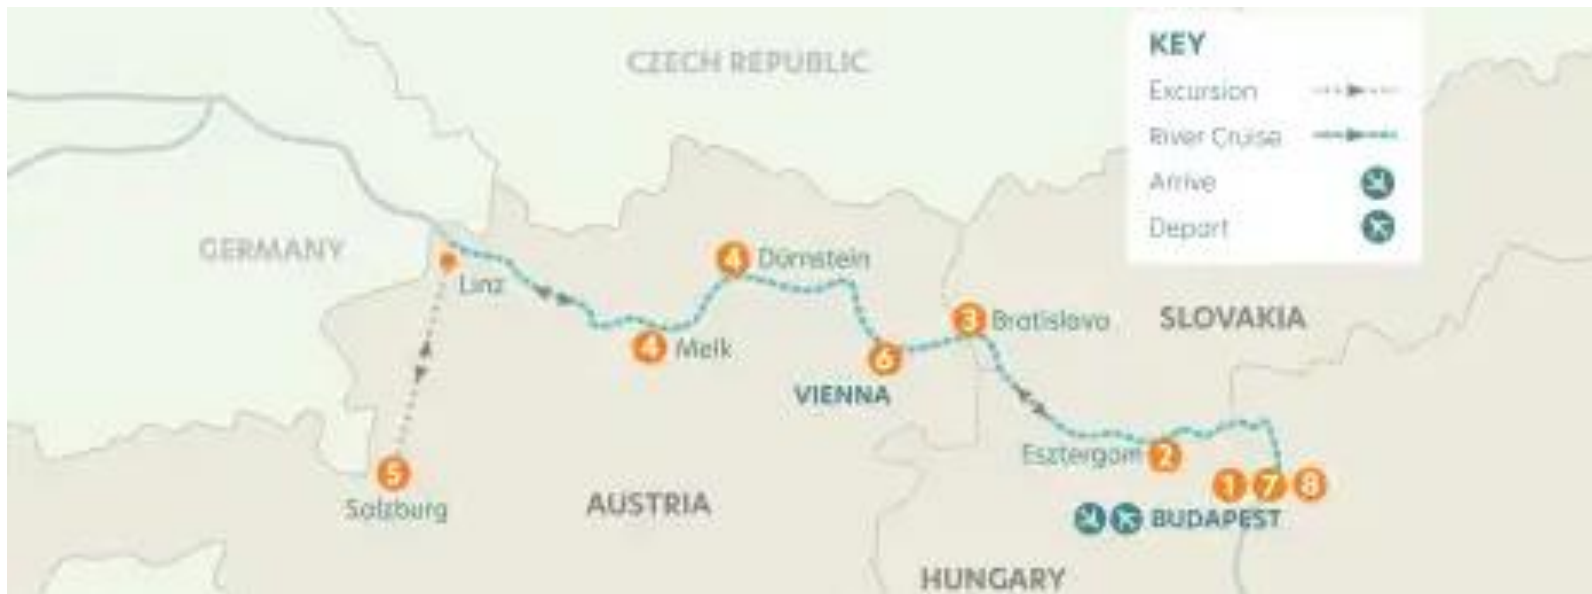 CZECH REPUBLIC
KEY
Excursion
River Cruise
Arrive
Depart
GERMANY
Linz
4 Dürnstein
4 Melk
3 Bratislava
SLOVAKIA
6
VIENNA
Esztergom 2
5
Salzburg
AUSTRIA
1 7 8
BUDAPEST
HUNGARY